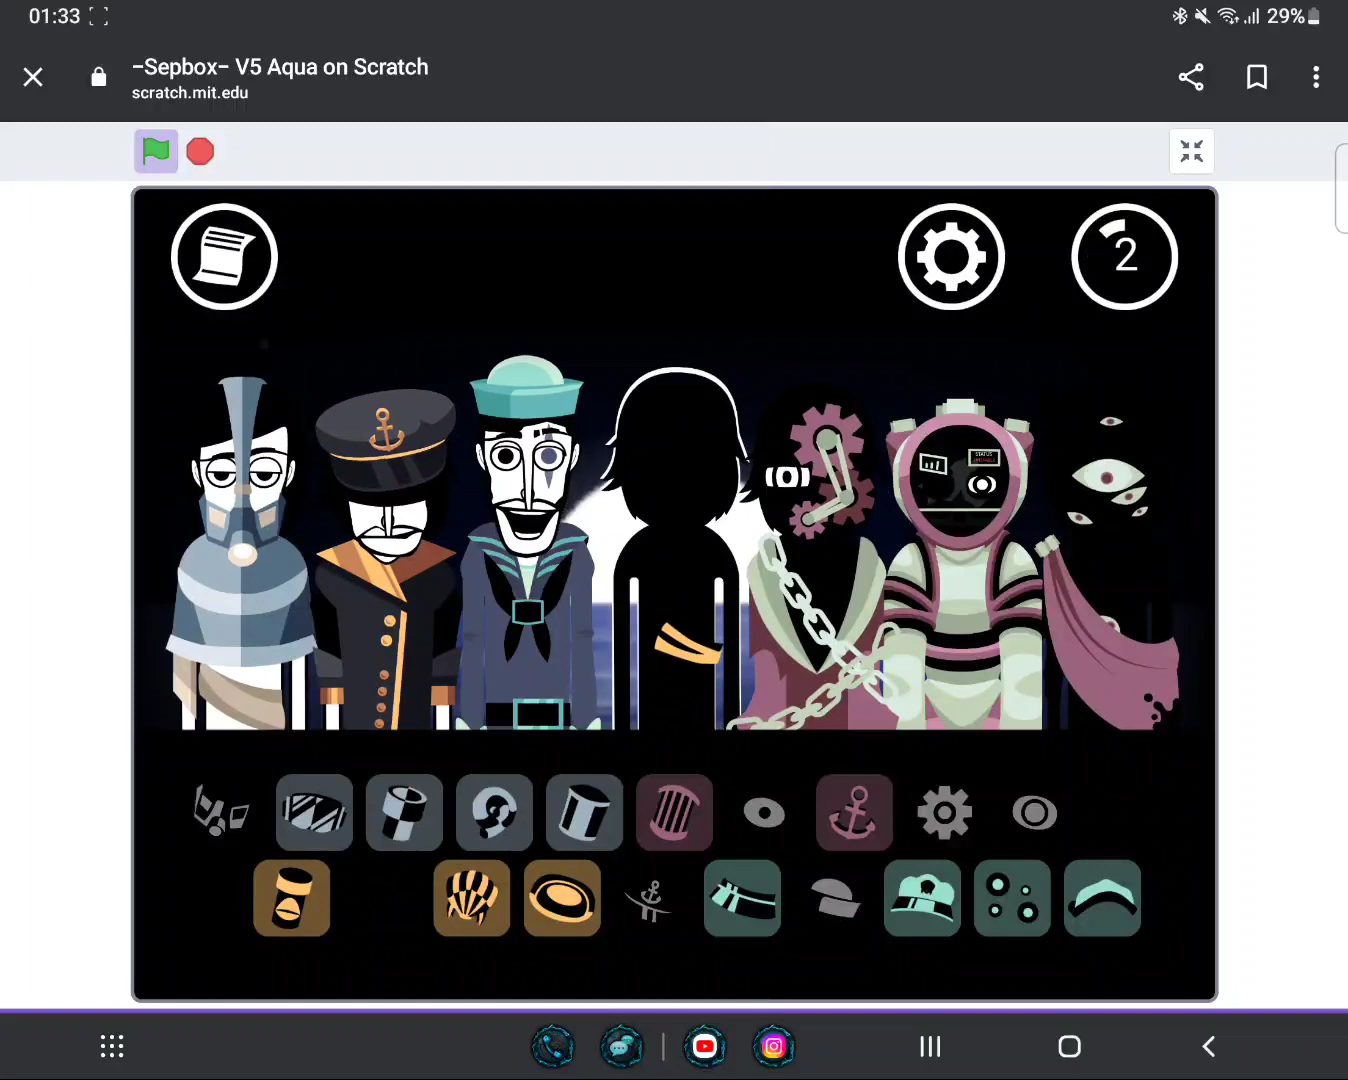 01:33
29%
–Sepbox– V5 Aqua on Scratch
scratch.mit.edu
2
STATUS